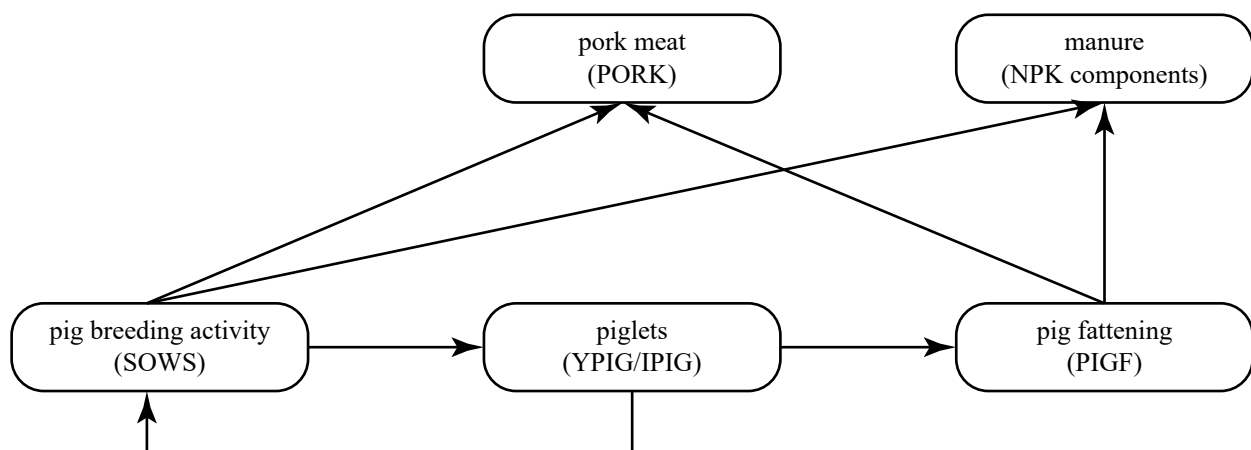 pork meat
(PORK)
manure
(NPK components)
pig breeding activity
(SOWS)
piglets
(YPIG/IPIG)
pig fattening
(PIGF)